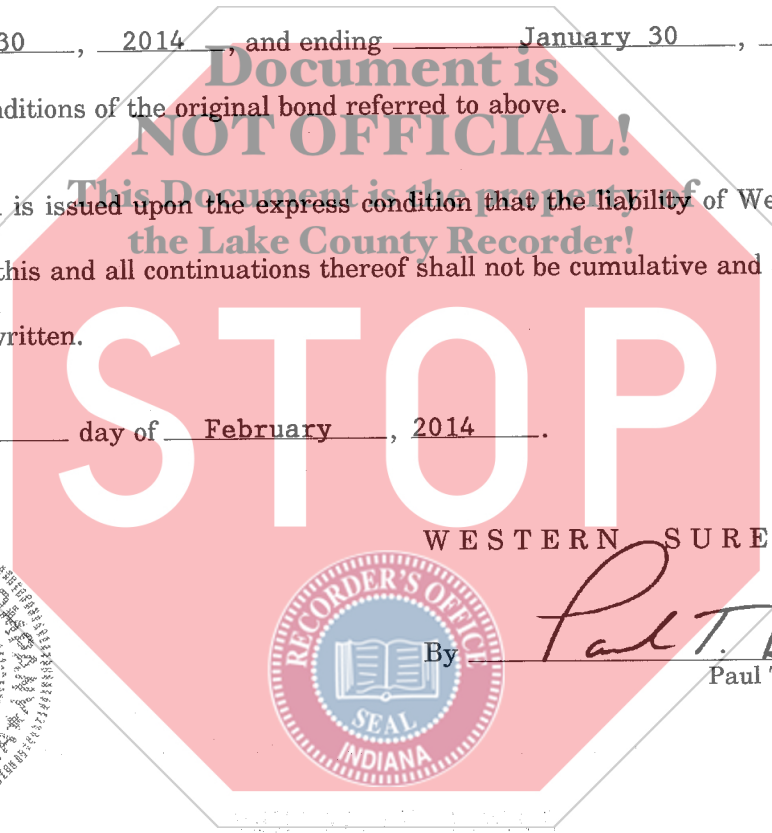 30 , 2014 , and ending January 30 ,
Document is
nditions of the original bond referred to above.
NOT OFFICIAL!
This Document is the property of
is issued upon the express condition that the liability of We
the Lake County Recorder!
this and all continuations thereof shall not be cumulative and
written.
STOP
day of February , 2014 .
WESTERN SURE
RECORDER'S OFFICE
SEAL
INDIANA
By Paul T.
Paul T